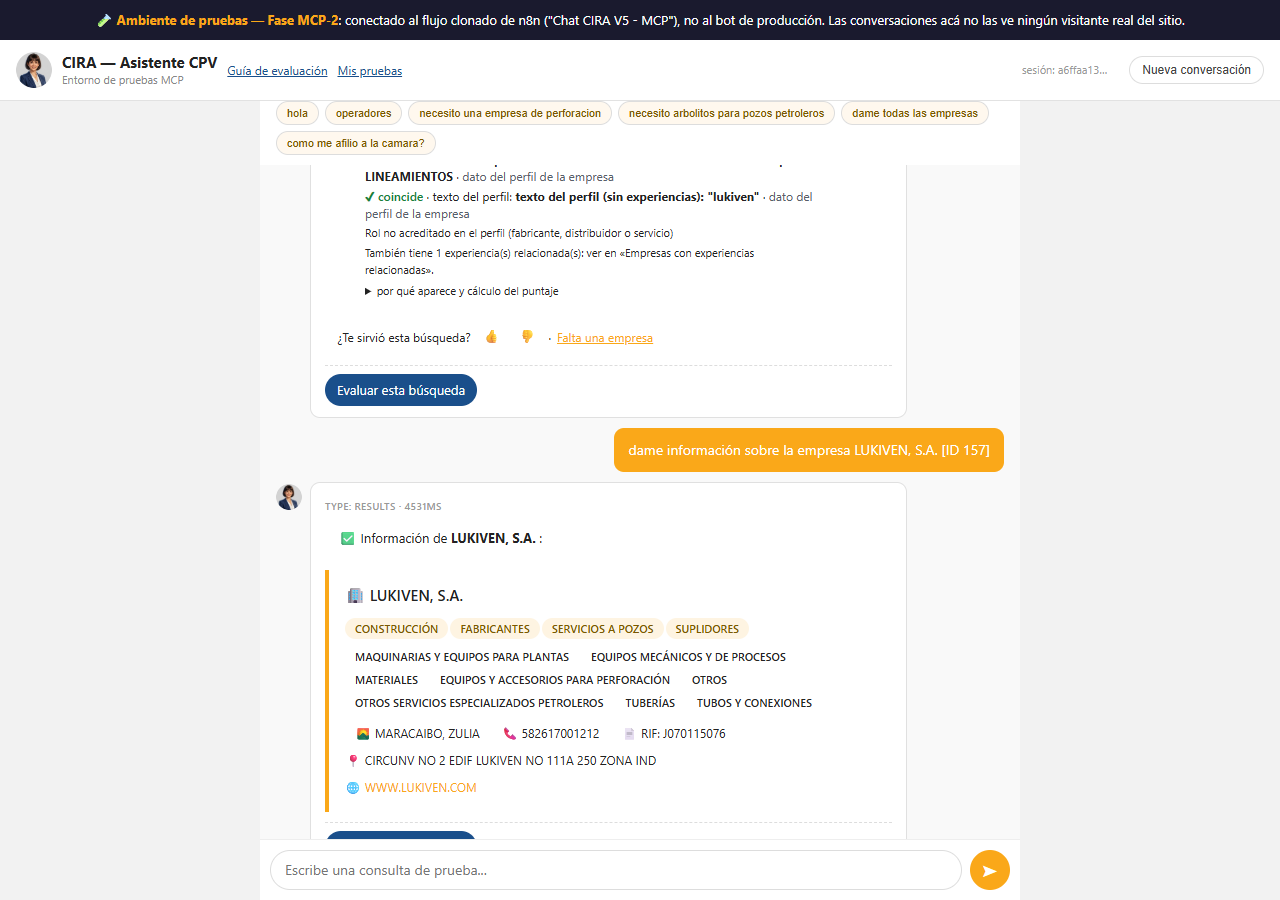 Ambiente de pruebas — Fase MCP-2: conectado al flujo clonado de n8n ("Chat CIRA V5 - MCP"), no al bot de producción. Las conversaciones acá no las ve ningún visitante real del sitio.
CIRA — Asistente CPV
Entorno de pruebas MCP
Guía de evaluación Mis pruebas
sesión: a6ffaa13...
Nueva conversación
hola operadores necesito una empresa de perforacion necesito arbolitos para pozos petroleros dame todas las empresas
como me afilio a la camara?
LINEAMIENTOS · dato del perfil de la empresa
✓ coincide · texto del perfil: texto del perfil (sin experiencias): "lukiven" · dato del
perfil de la empresa
Rol no acreditado en el perfil (fabricante, distribuidor o servicio)
También tiene 1 experiencia(s) relacionada(s): ver en «Empresas con experiencias
relacionadas».
▶ por qué aparece y cálculo del puntaje
¿Te sirvió esta búsqueda? 👍 👎 · Falta una empresa
Evaluar esta búsqueda
dame información sobre la empresa LUKIVEN, S.A. [ID 157]
TYPE: RESULTS · 4531MS
✅ Información de LUKIVEN, S.A. :
🏢 LUKIVEN, S.A.
CONSTRUCCIÓN FABRICANTES SERVICIOS A POZOS SUPLIDORES
MAQUINARIAS Y EQUIPOS PARA PLANTAS EQUIPOS MECÁNICOS Y DE PROCESOS
MATERIALES EQUIPOS Y ACCESORIOS PARA PERFORACIÓN OTROS
OTROS SERVICIOS ESPECIALIZADOS PETROLEROS TUBERÍAS TUBOS Y CONEXIONES
MARACAIBO, ZULIA 582617001212 RIF: J070115076
CIRCUNV NO 2 EDIF LUKIVEN NO 111A 250 ZONA IND
WWW.LUKIVEN.COM
Escribe una consulta de prueba...